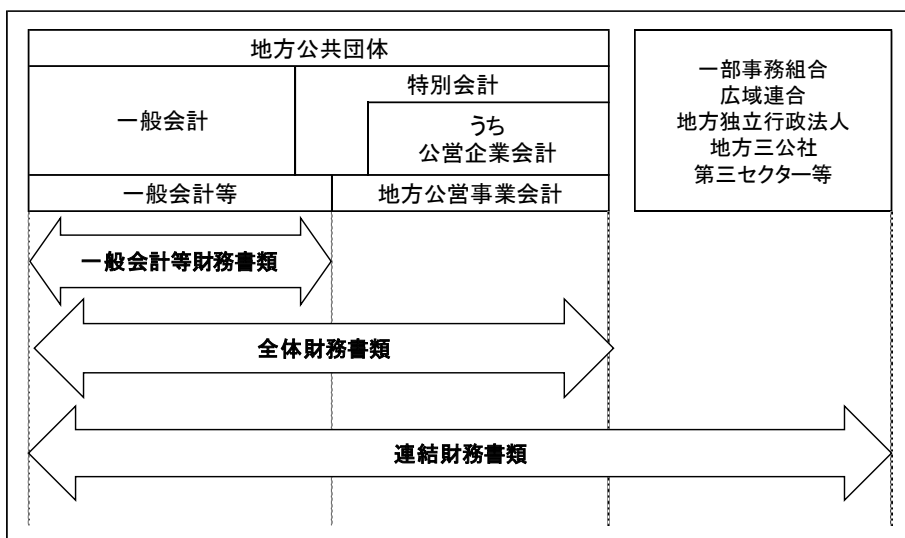 地方公共団体
一般会計
特別会計
うち
公営企業会計
一般会計等
地方公営事業会計
一部事務組合
広域連合
地方独立行政法人
地方三公社
第三セクター等
一般会計等財務書類
全体財務書類
連結財務書類